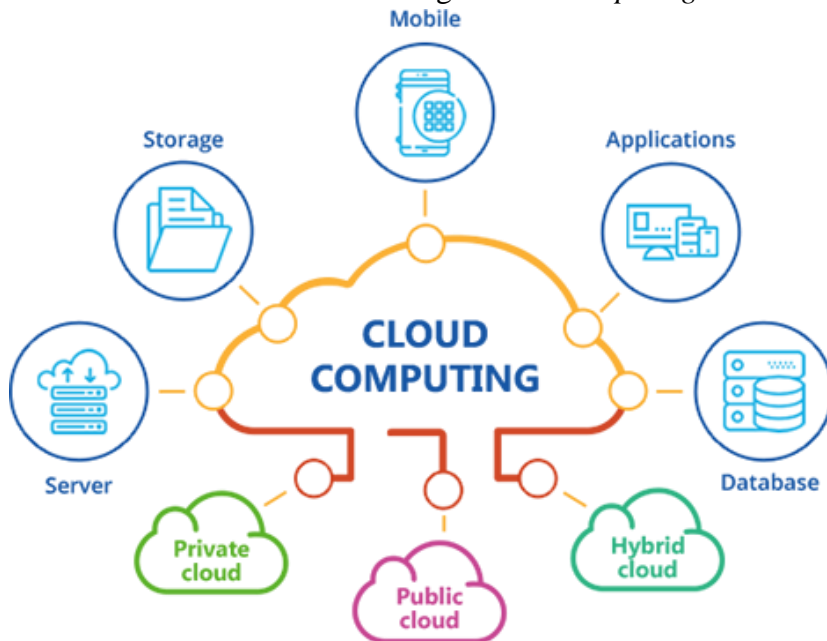 Mobile
Storage
Applications
CLOUD
COMPUTING
Server
Database
Private
cloud
Public
cloud
Hybrid
cloud